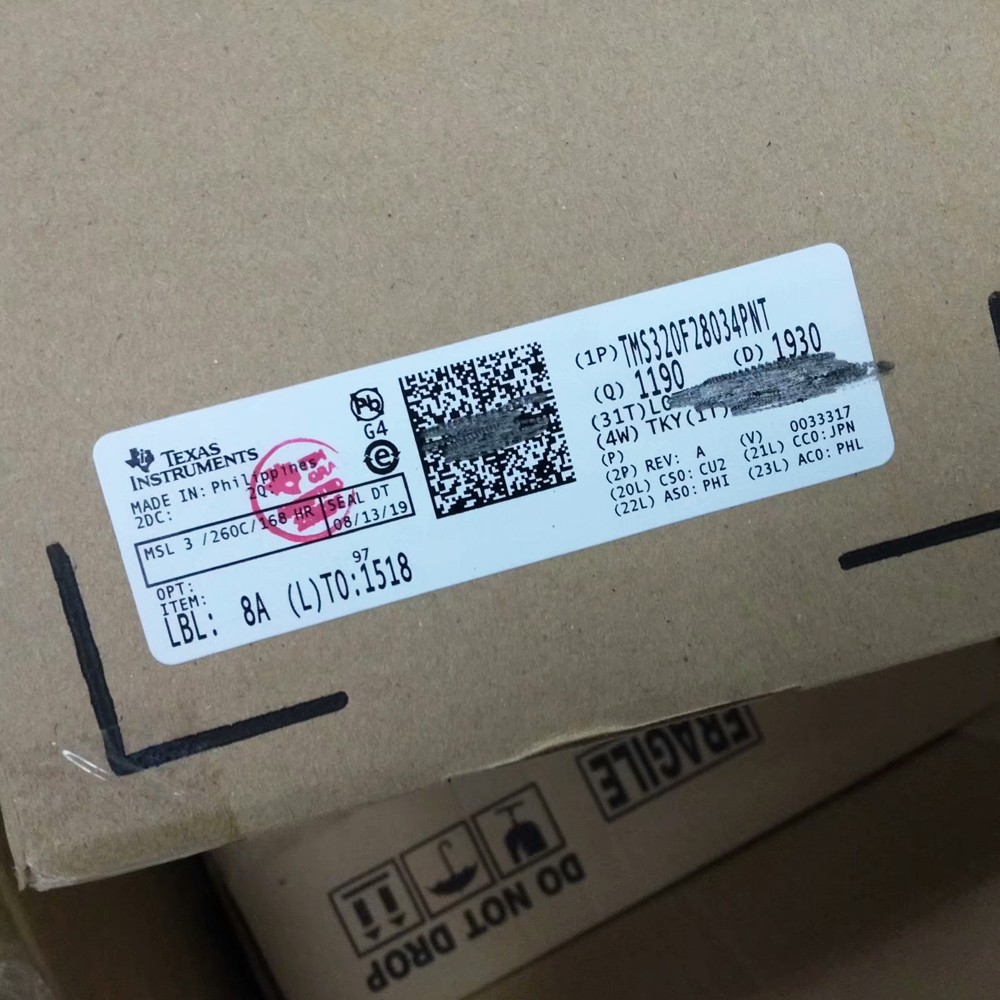 TEXAS
INSTRUMENTS
MADE IN: Philippines
2DC: 2Q:
MSL 3 /260C/168 HR
SEAL DT
08/13/19
OPT:
ITEM:
97
LBL: 8A (L)TO:1518
Pb
G4
e
(1P)TMS320F28034PNT
(Q) 1190 (D) 1930
(31T)LO
(4W) TKY(1T)
(P)
(V) 0033317
(2P) REV: A
(20L) CSO: CU2 (21L) CCO:JPN
(22L) ASO: PHI (23L) ACO: PHL
FRAGILE
DO NOT DROP